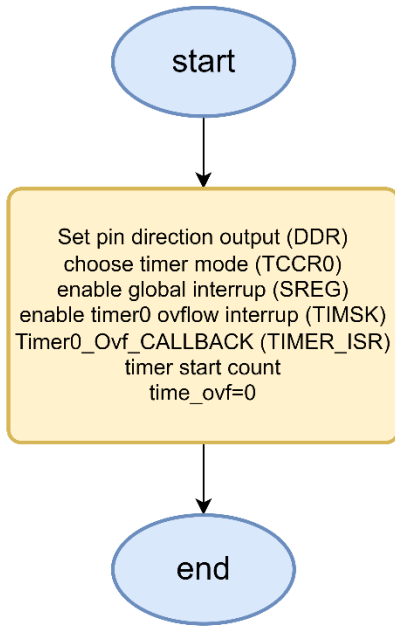 start
Set pin direction output (DDR)
choose timer mode (TCCR0)
enable global interrup (SREG)
enable timer0 ovflow interrup (TIMSK)
Timer0_Ovf_CALLBACK (TIMER_ISR)
timer start count
time_ovf=0
end